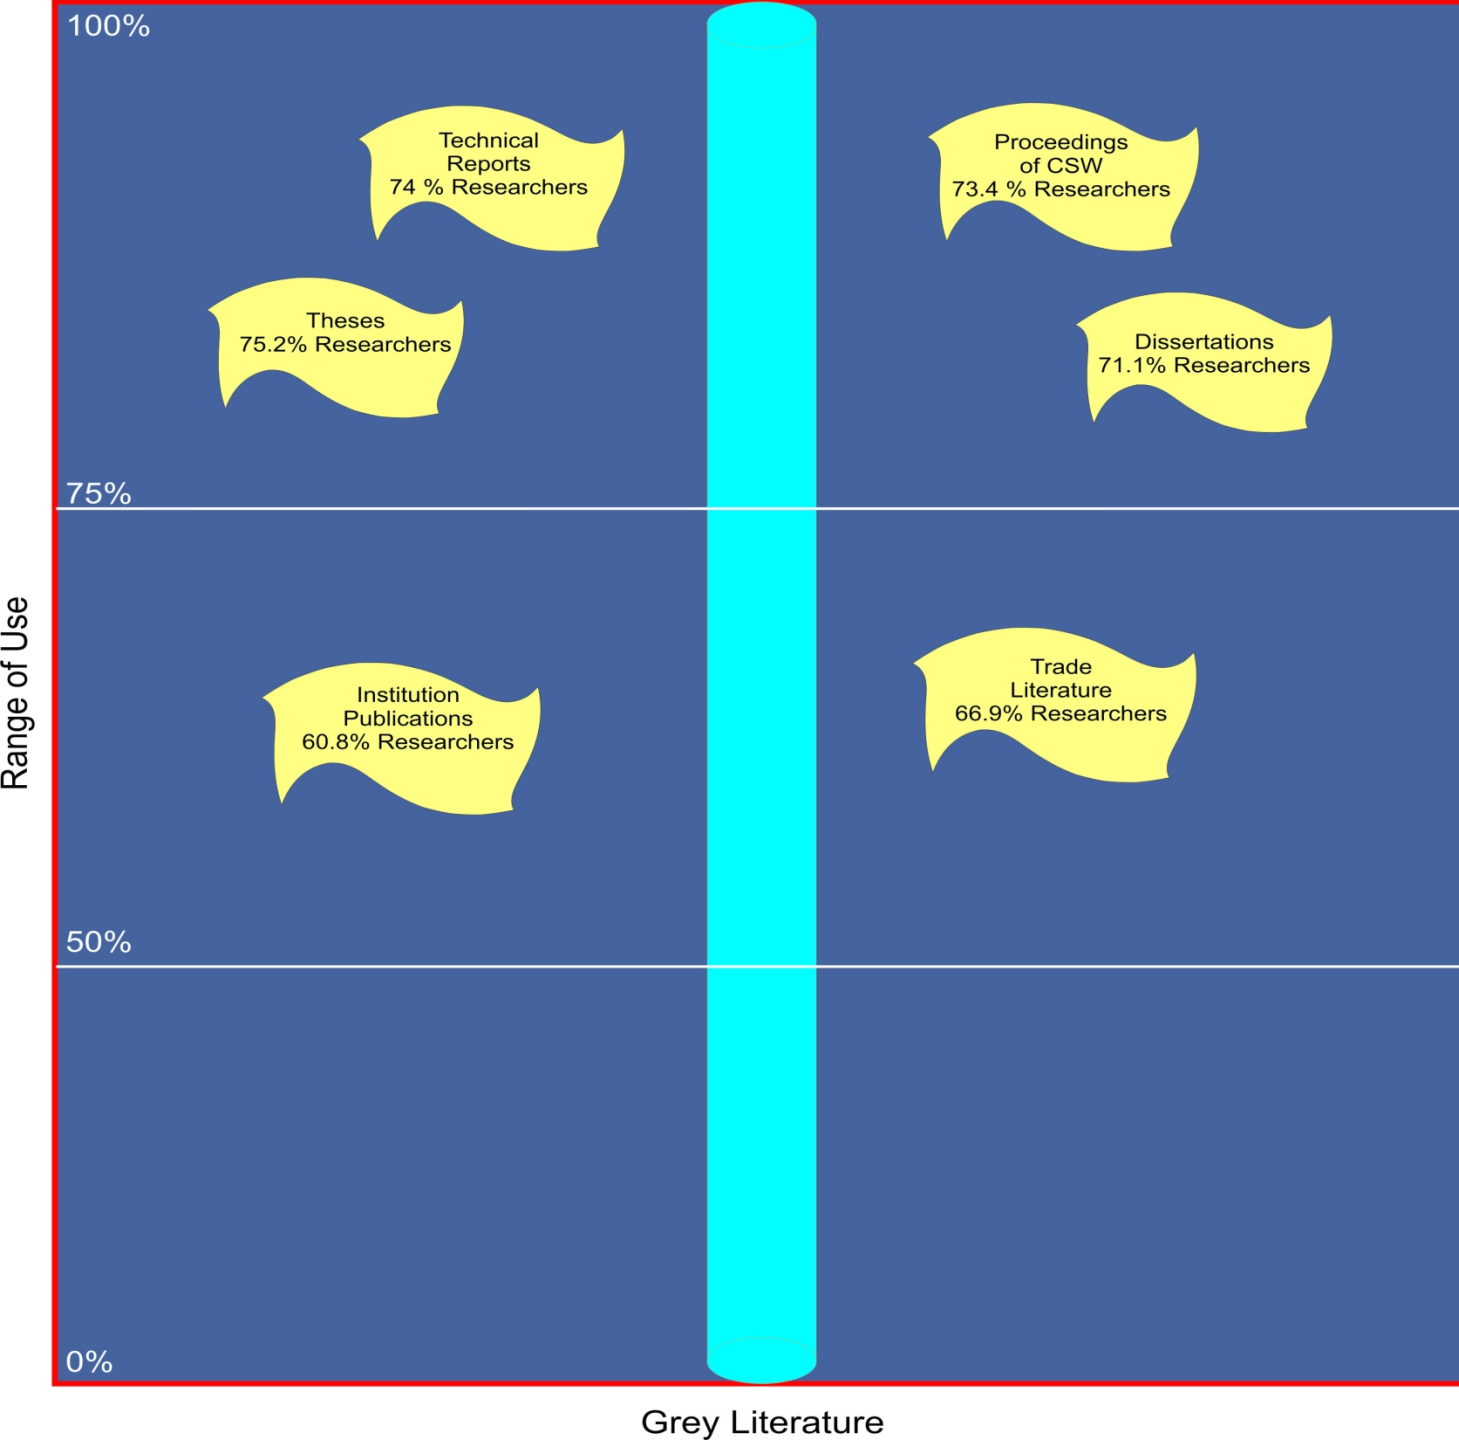 100%
Technical
Reports
74 % Researchers
Proceedings
of CSW
73.4 % Researchers
Theses
75.2% Researchers
Dissertations
71.1% Researchers
75%
Range of Use
Institution
Publications
60.8% Researchers
Trade
Literature
66.9% Researchers
50%
0%
Grey Literature